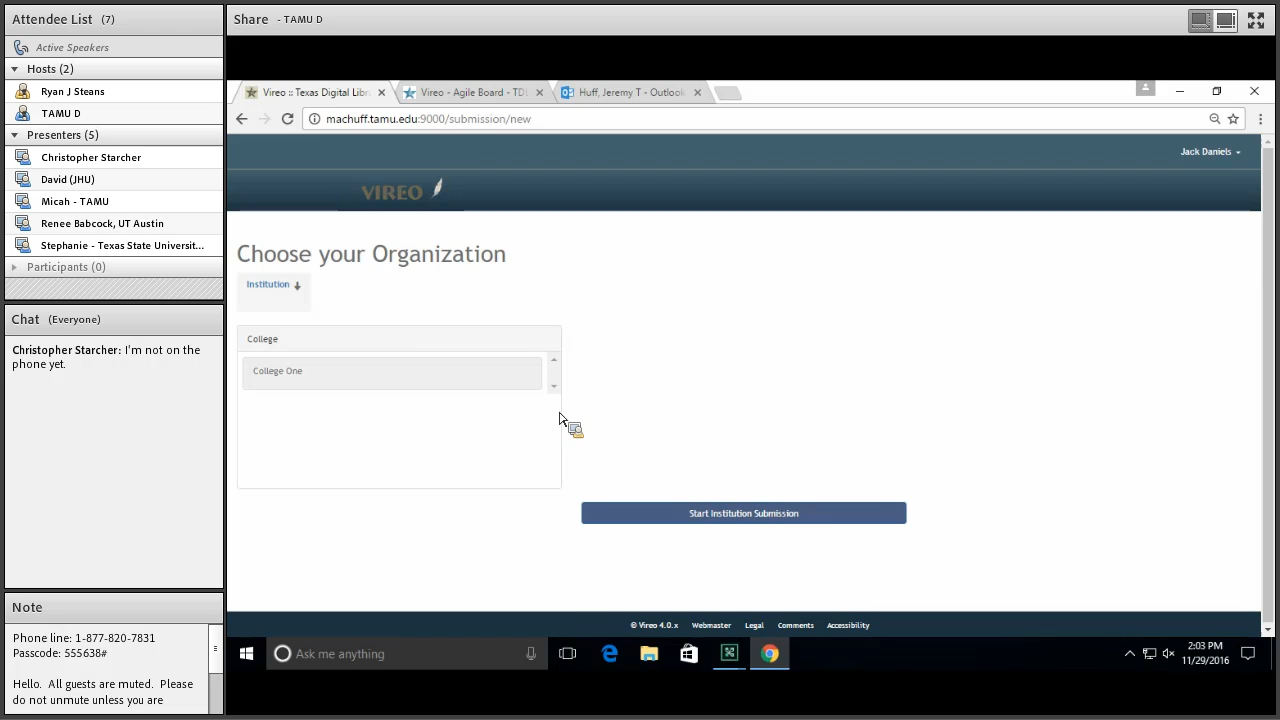 Attendee List (7)
Active Speakers
Hosts (2)
Ryan J Steans
TAMU D
Presenters (5)
Christopher Starcher
David (JHU)
Micah - TAMU
Renee Babcock, UT Austin
Stephanie - Texas State Universit...
Participants (0)
Chat (Everyone)
Christopher Starcher: I'm not on the
phone yet.
Note
Phone line: 1-877-820-7831
Passcode: 555638#
Hello. All guests are muted. Please
do not unmute unless you are
Share - TAMU D
Vireo :: Texas Digital Libr
Vireo - Agile Board - TDL
Huff, Jeremy T - Outlook
machuff.tamu.edu:9000/submission/new
Jack Daniels
VIREO
Choose your Organization
Institution
College
College One
Start Institution Submission
© Vireo 4.0.x Webmaster Legal Comments Accessibility
Ask me anything
2:03 PM
11/29/2016